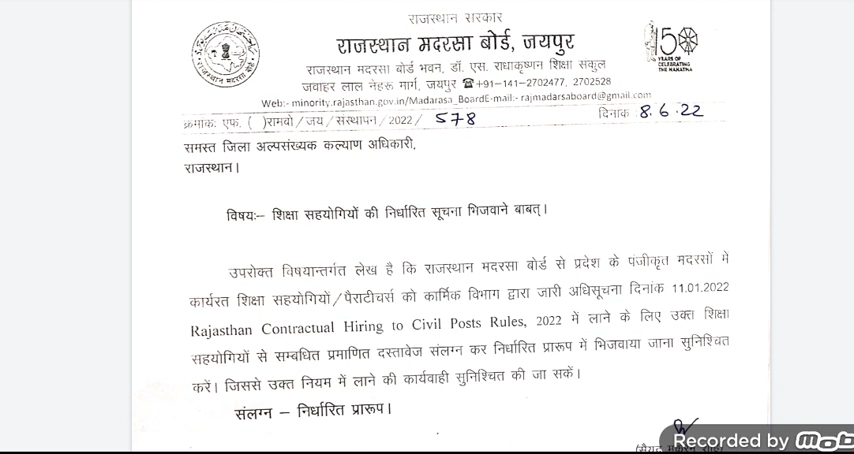 राजस्थान सरकार
राजस्थान मदरसा बोर्ड, जयपुर
राजस्थान मदरसा बोर्ड भवन, डॉ. एस. राधाकृष्णन शिक्षा संकुल
जवाहर लाल नेहरू मार्ग, जयपुर ☎+91-141-2702477, 2702528
Web:- minority.rajasthan.gov.in/Madarasa_BoardE-mail:- rajmadarsaboard@gmail.com
150
YEARS OF
CELEBRATING
THE MAHATMA
क्रमांकः एफ. ( )रामबो/जय/संस्थापन/2022/ 578 दिनांक 8.6.22
समस्त जिला अल्पसंख्यक कल्याण अधिकारी,
राजस्थान।
विषयः– शिक्षा सहयोगियों की निर्धारित सूचना भिजवाने बाबत्।
उपरोक्त विषयान्तर्गत लेख है कि राजस्थान मदरसा बोर्ड से प्रदेश के पंजीकृत मदरसों में
कार्यरत शिक्षा सहयोगियों/पैराटीचर्स को कार्मिक विभाग द्वारा जारी अधिसूचना दिनांक 11.01.2022
Rajasthan Contractual Hiring to Civil Posts Rules, 2022 में लाने के लिए उक्त शिक्षा
सहयोगियों से सम्बधित प्रमाणित दस्तावेज संलग्न कर निर्धारित प्रारूप में भिजवाया जाना सुनिश्चित
करें। जिससे उक्त नियम में लाने की कार्यवाही सुनिश्चित की जा सकें।
संलग्न – निर्धारित प्रारूप।
Recorded by